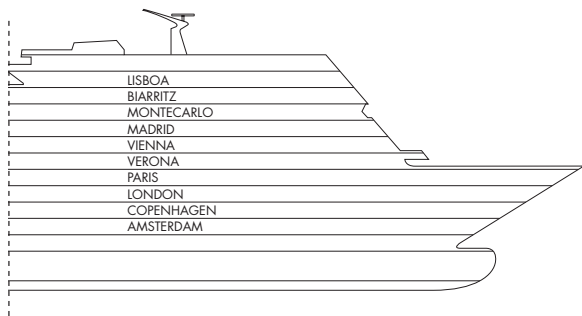 LISBOA
BIARRITZ
MONTECARLO
MADRID
VIENNA
VERONA
PARIS
LONDON
COPENHAGEN
AMSTERDAM